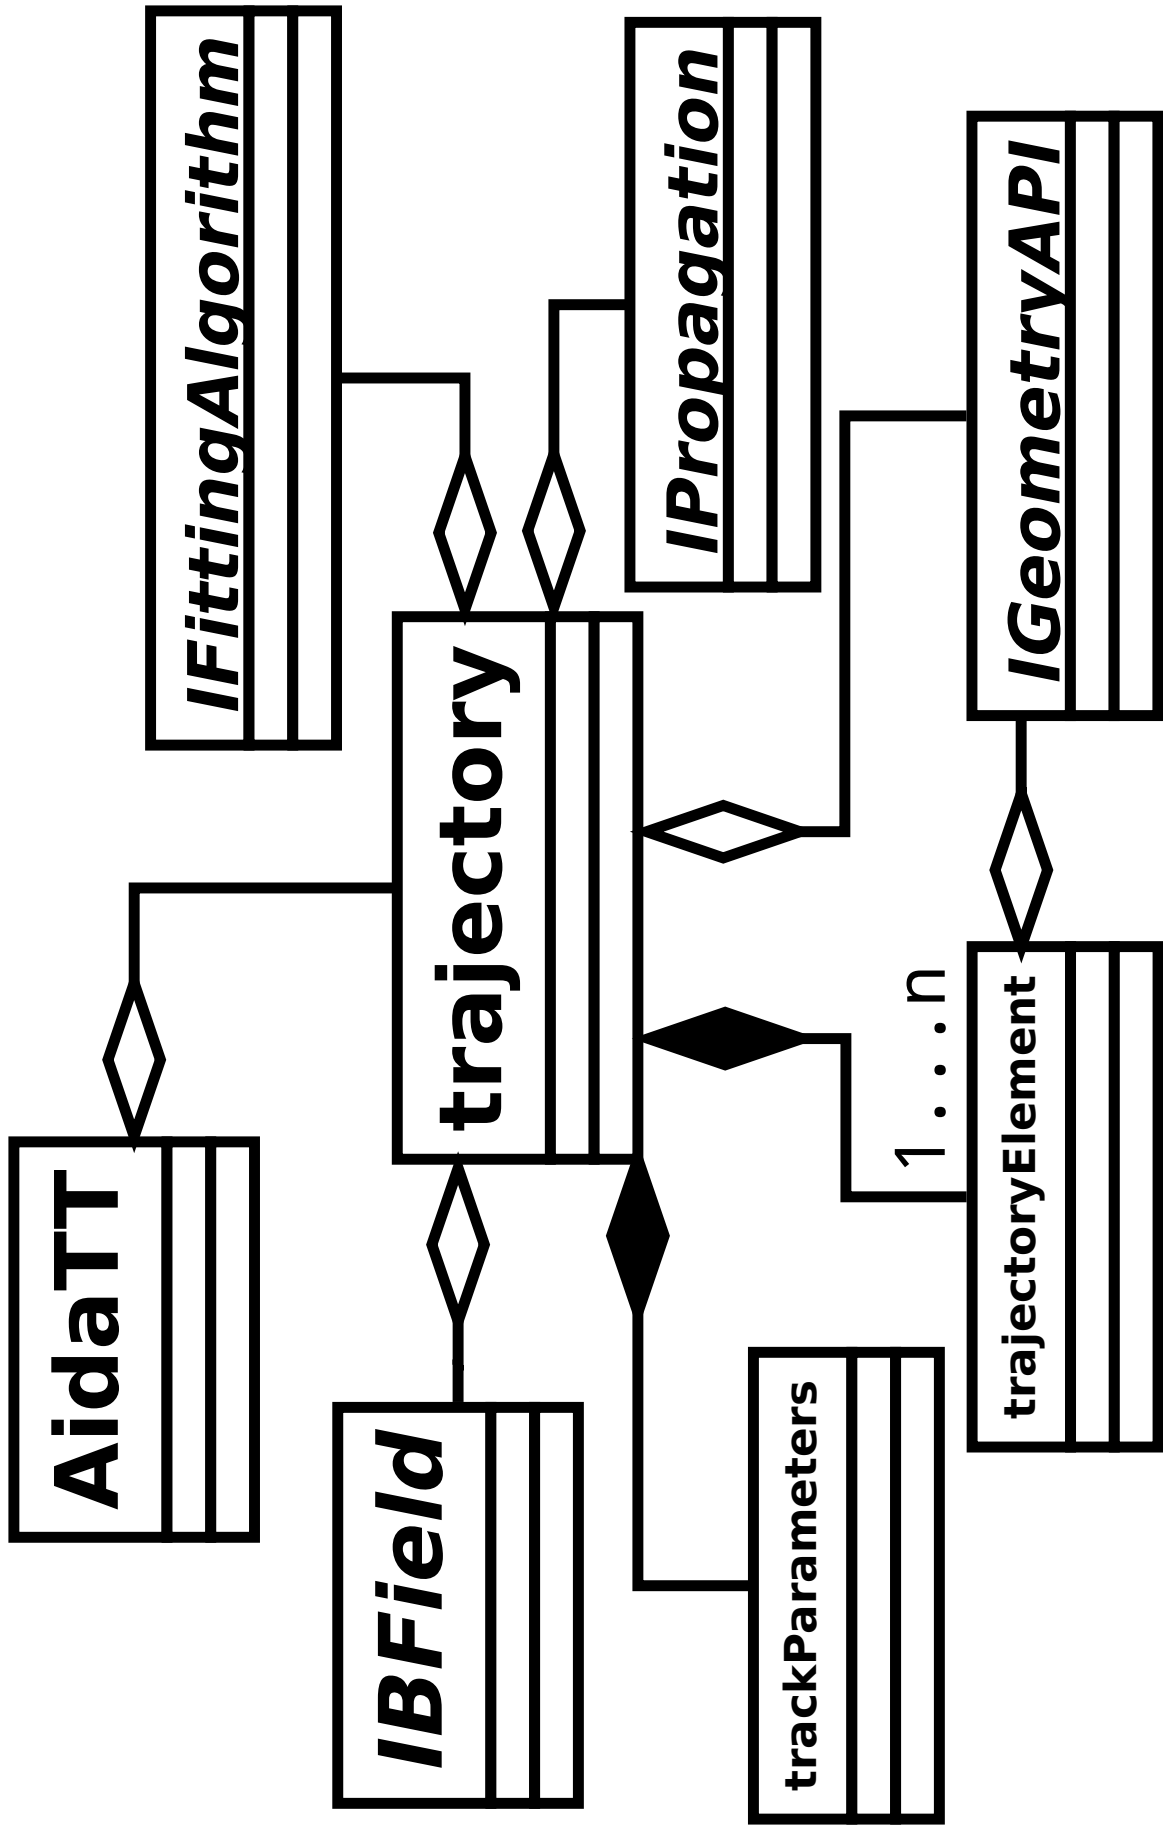 AidaTT
IFittingAlgorithm
IBField
trajectory
IPropagation
trackParameters
1...n
trajectoryElement
IGeometryAPI